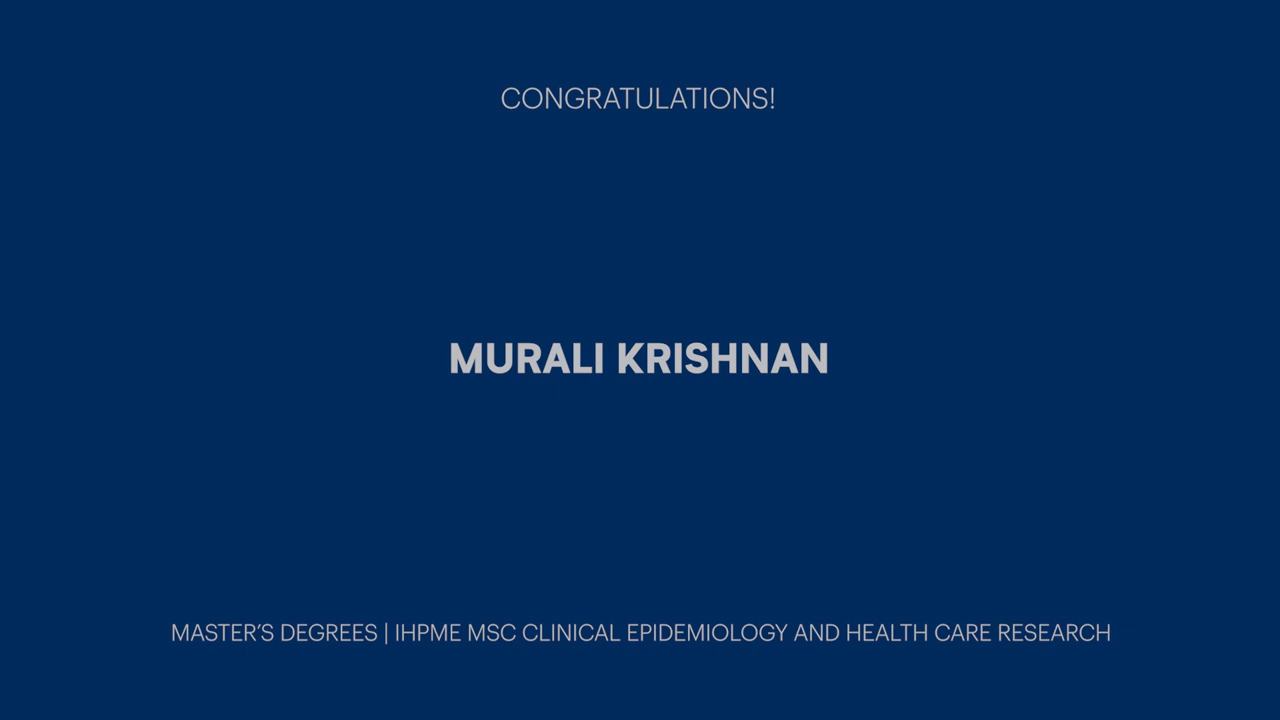 CONGRATULATIONS!
MURALI KRISHNAN
MASTER’S DEGREES | IHPME MSC CLINICAL EPIDEMIOLOGY AND HEALTH CARE RESEARCH